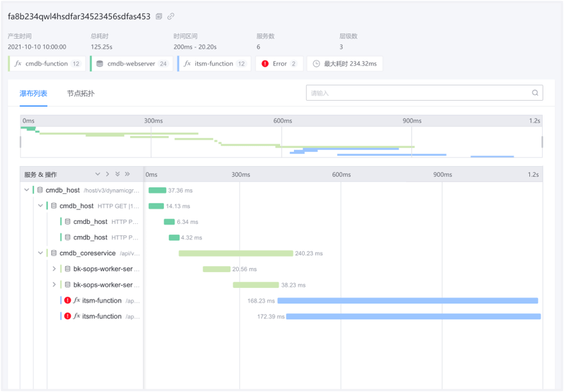 fa8b234qwl4hsdfar34523456sdfas453
产生时间 总耗时 时间区间 服务数 层级数
2021-10-10 10:00:00 125.25s 200ms - 20.20s 6 3
cmdb-function 12 cmdb-webserver 24 itsm-function 12 Error 2 最大耗时 234.32ms
瀑布列表 节点拓扑 请输入
0ms 300ms 600ms 900ms 1.2s
服务 & 操作 0ms 300ms 600ms 900ms 1.2s
cmdb_host /host/v3/dynamicgr... 37.36 ms
cmdb_host HTTP GET (1... 14.13 ms
cmdb_host HTTP P... 6.34 ms
cmdb_host HTTP P... 4.32 ms
cmdb_coreservice /api/v... 240.23 ms
bk-sops-worker-ser... 20.56 ms
bk-sops-worker-ser... 38.23 ms
itsm-function /ap... 168.23 ms
itsm-function /ap... 172.38 ms